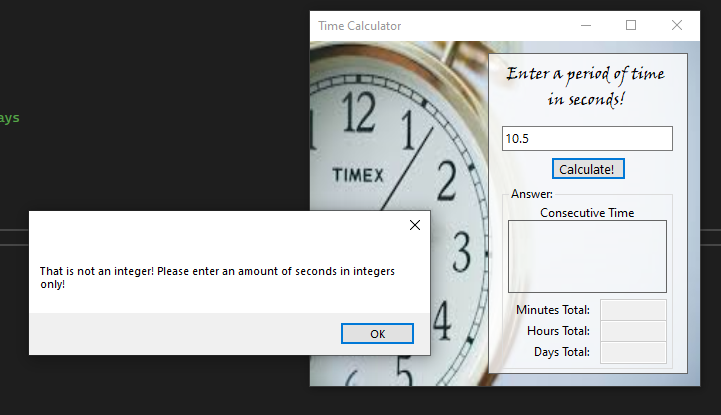 Time Calculator
ays
Enter a period of time
in seconds!
10.5
Calculate!
Answer:
Consecutive Time
Minutes Total:
Hours Total:
Days Total:
12
1
2
3
4
5
TIMEX
That is not an integer! Please enter an amount of seconds in integers
only!
OK